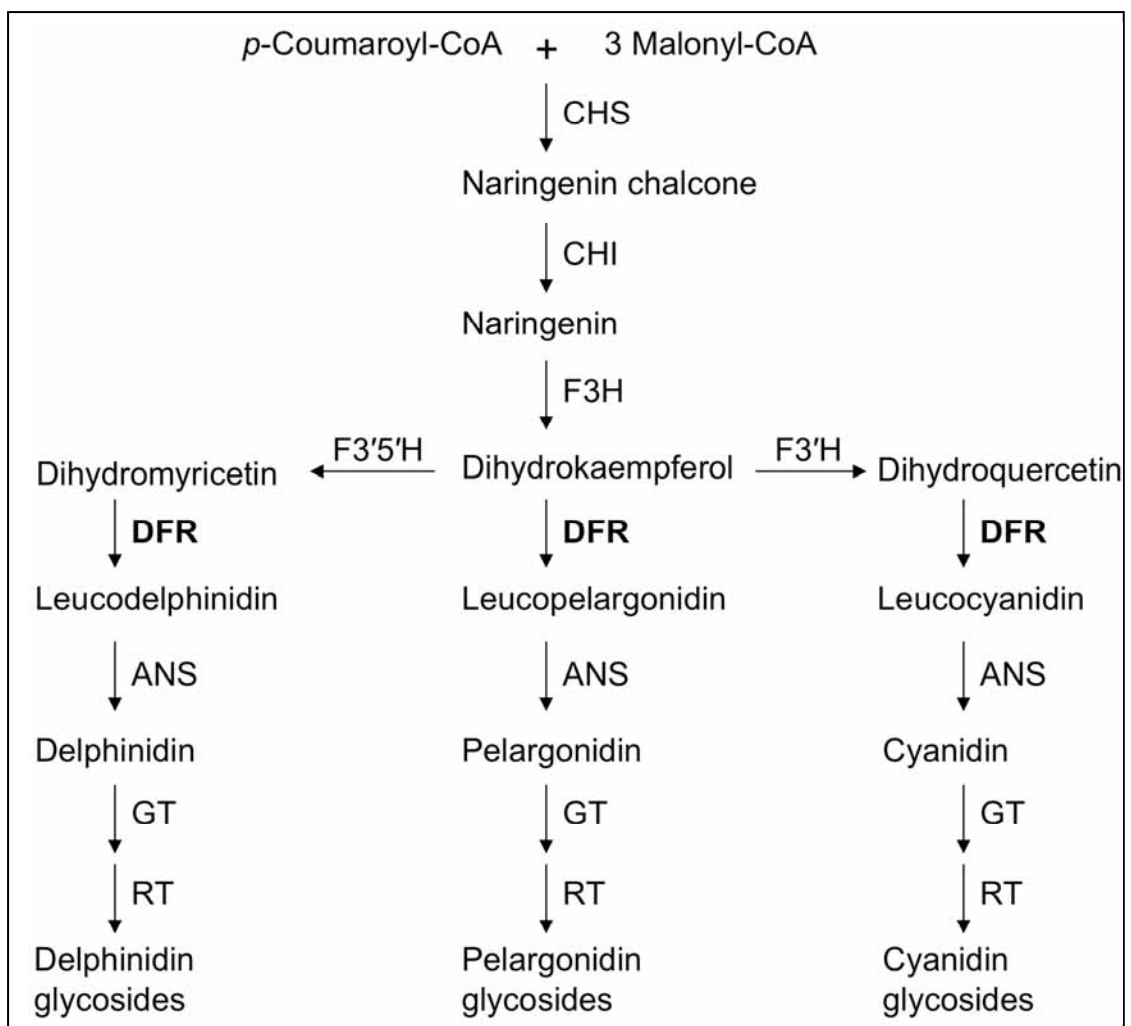 p-Coumaroyl-CoA + 3 Malonyl-CoA
CHS
Naringenin chalcone
CHI
Naringenin
F3H
Dihydromyricetin F3′5′H Dihydrokaempferol F3′H Dihydroquercetin
DFR DFR DFR
Leucodelphinidin Leucopelargonidin Leucocyanidin
ANS ANS ANS
Delphinidin Pelargonidin Cyanidin
GT GT GT
RT RT RT
Delphinidin Pelargonidin Cyanidin
glycosides glycosides glycosides